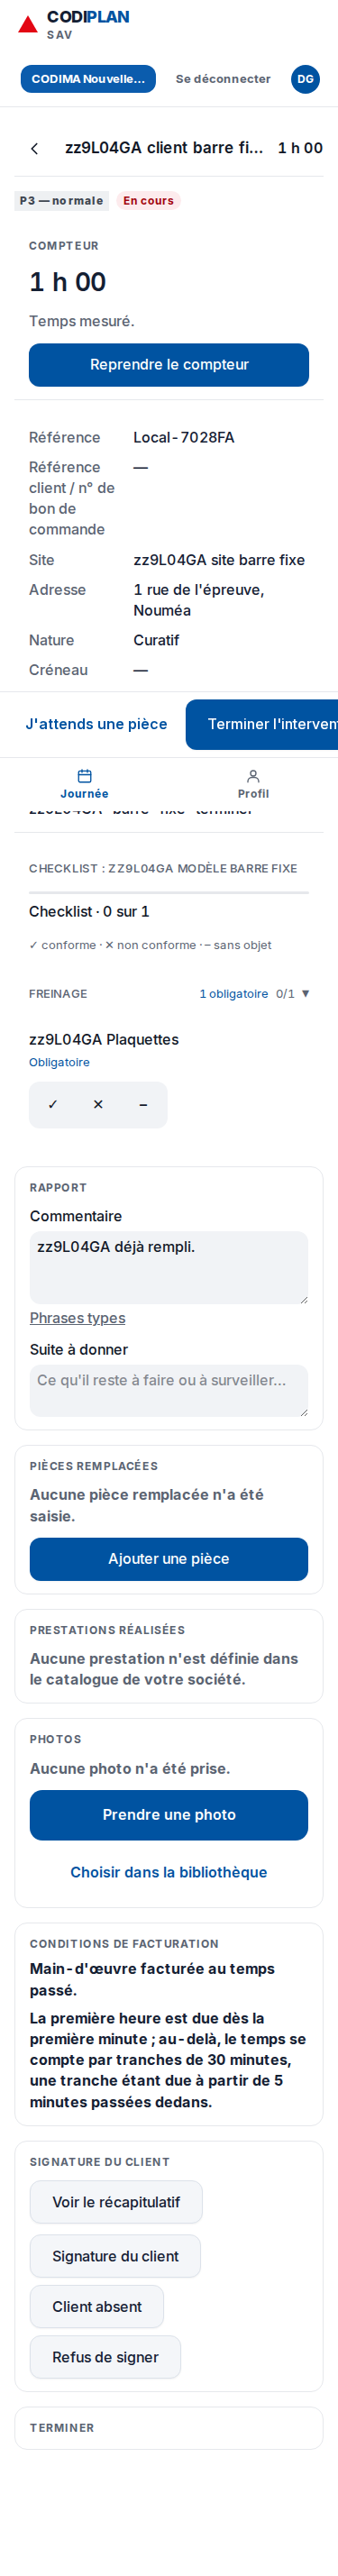 CODIPLAN
SAV
CODIMA Nouvelle...
Se déconnecter
DG
zz9L04GA client barre fi...
1 h 00
P3 — normale
En cours
COMPTEUR
1 h 00
Temps mesuré.
Reprendre le compteur
Référence
Local-7028FA
Référence
client / n° de
bon de
commande
—
Site
zz9L04GA site barre fixe
Adresse
1 rue de l'épreuve,
Nouméa
Nature
Curatif
Créneau
—
J'attends une pièce
Terminer l'intervent
Journée
Profil
CHECKLIST : ZZ9L04GA MODÈLE BARRE FIXE
Checklist · 0 sur 1
✓ conforme · ✕ non conforme · – sans objet
FREINAGE
1 obligatoire 0/1 ▼
zz9L04GA Plaquettes
Obligatoire
✓ ✕ –
RAPPORT
Commentaire
zz9L04GA déjà rempli.
Phrases types
Suite à donner
Ce qu'il reste à faire ou à surveiller...
PIÈCES REMPLACÉES
Aucune pièce remplacée n'a été
saisie.
Ajouter une pièce
PRESTATIONS RÉALISÉES
Aucune prestation n'est définie dans
le catalogue de votre société.
PHOTOS
Aucune photo n'a été prise.
Prendre une photo
Choisir dans la bibliothèque
CONDITIONS DE FACTURATION
Main-d'œuvre facturée au temps
passé.
La première heure est due dès la
première minute ; au-delà, le temps se
compte par tranches de 30 minutes,
une tranche étant due à partir de 5
minutes passées dedans.
SIGNATURE DU CLIENT
Voir le récapitulatif
Signature du client
Client absent
Refus de signer
TERMINER